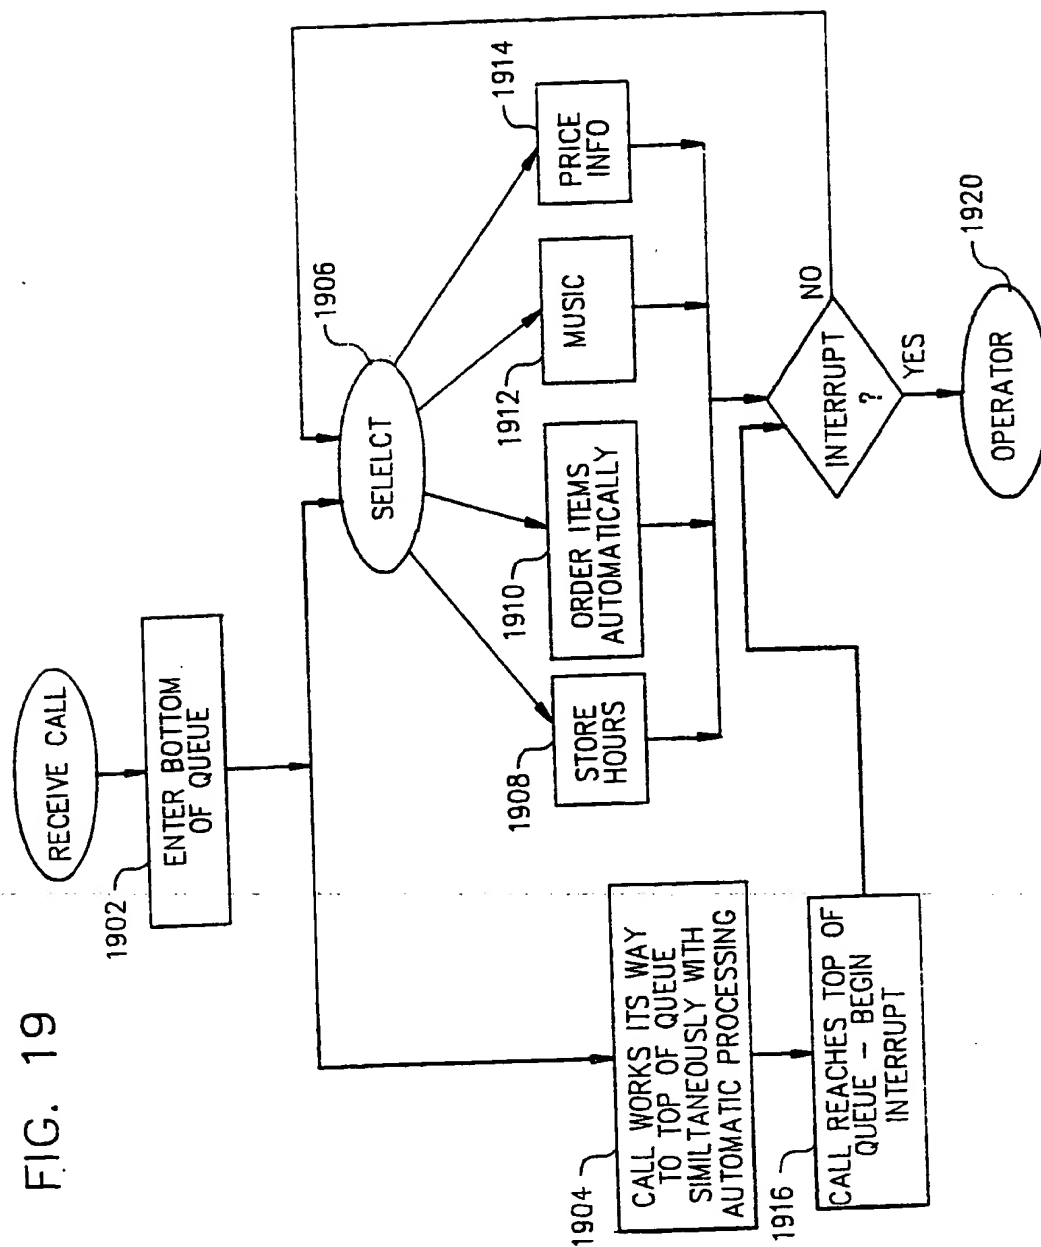 FIG. 19
RECEIVE CALL
1902
ENTER BOTTOM
OF QUEUE
1906
SELELCT
1908
STORE
HOURS
1910
ORDER ITEMS
AUTOMATICALLY
1912
MUSIC
1914
PRICE
INFO
1904
CALL WORKS ITS WAY
TO TOP OF QUEUE
SIMILTANEOUSLY WITH
AUTOMATIC PROCESSING
1916
CALL REACHES TOP OF
QUEUE - BEGIN
INTERRUPT
INTERRUPT
?
NO
YES
1920
OPERATOR